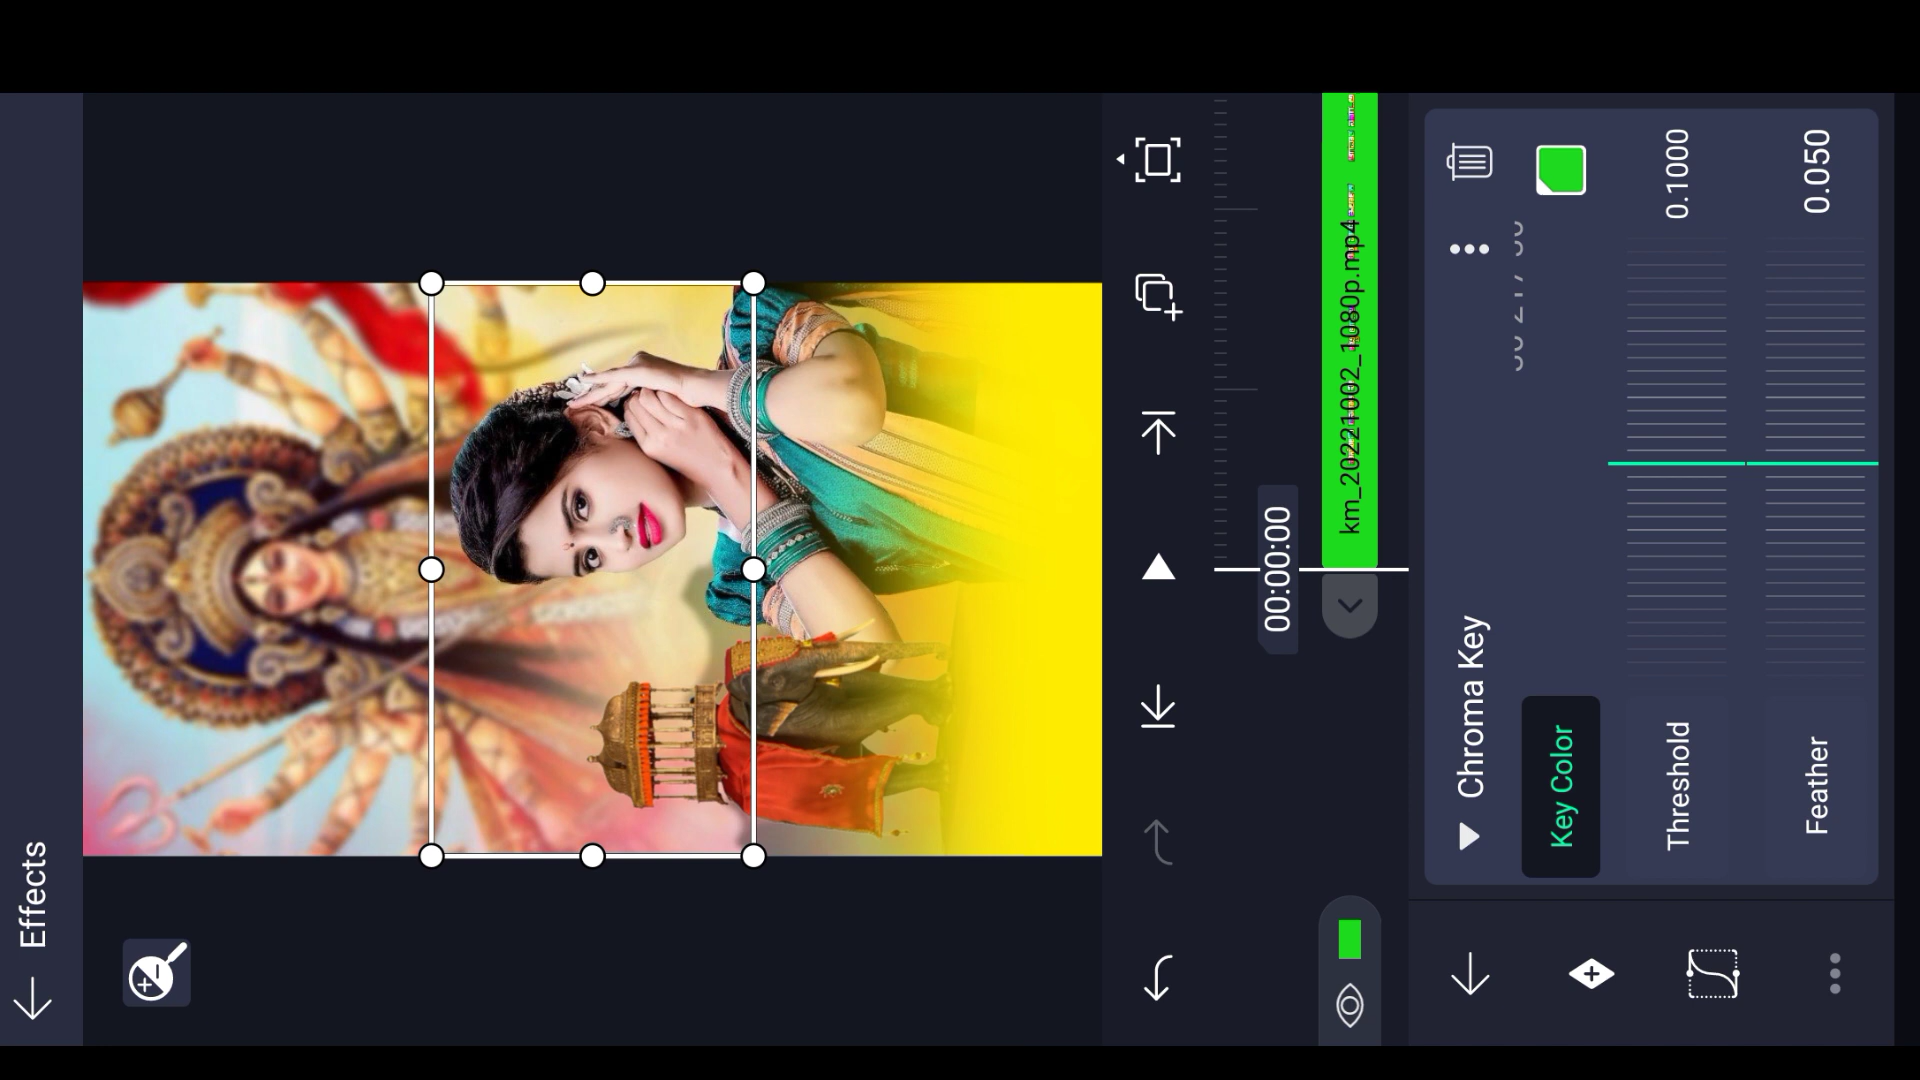 Effects
00:00:00
km_20221002_1080p.mp4
Chroma Key
Key Color
Threshold
0.1000
Feather
0.050